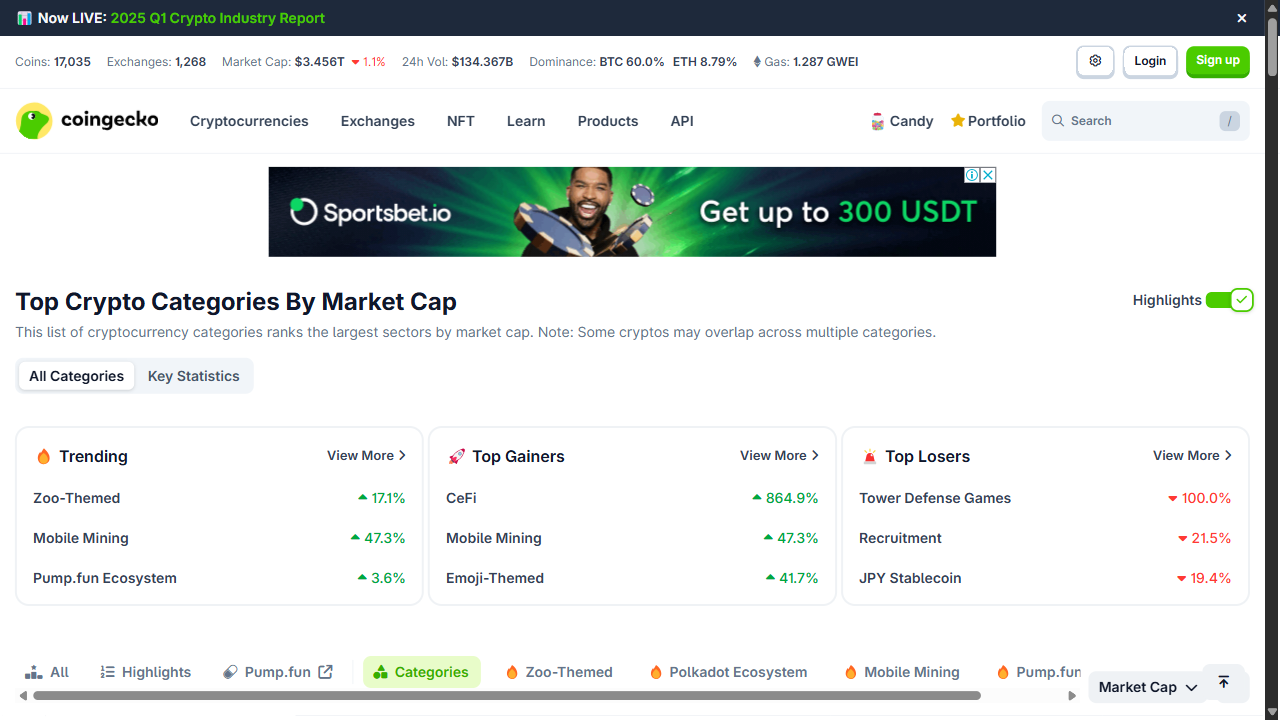 Now LIVE: 2025 Q1 Crypto Industry Report
Coins: 17,035 Exchanges: 1,268 Market Cap: $3.456T 1.1% 24h Vol: $134.367B Dominance: BTC 60.0% ETH 8.79% Gas: 1.287 GWEI
Login
Sign up
coingecko
Cryptocurrencies Exchanges NFT Learn Products API
Candy Portfolio
Search /
Sportsbet.io
Get up to 300 USDT
Top Crypto Categories By Market Cap
Highlights
This list of cryptocurrency categories ranks the largest sectors by market cap. Note: Some cryptos may overlap across multiple categories.
All Categories Key Statistics
Trending View More
Zoo-Themed 17.1%
Mobile Mining 47.3%
Pump.fun Ecosystem 3.6%
Top Gainers View More
CeFi 864.9%
Mobile Mining 47.3%
Emoji-Themed 41.7%
Top Losers View More
Tower Defense Games 100.0%
Recruitment 21.5%
JPY Stablecoin 19.4%
All Highlights Pump.fun Categories Zoo-Themed Polkadot Ecosystem Mobile Mining Pump.fun
Market Cap